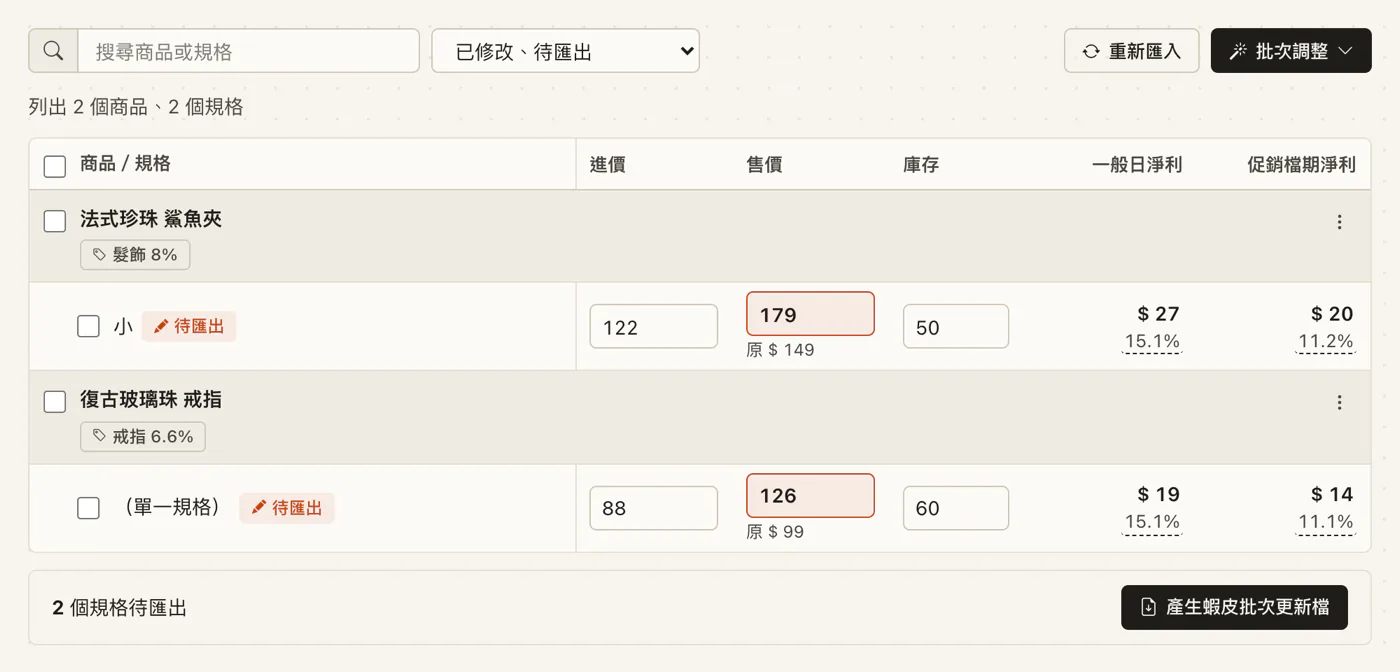 搜尋商品或規格
已修改、待匯出
重新匯入
批次調整
列出 2 個商品、2 個規格
商品 / 規格 進價 售價 庫存 一般日淨利 促銷檔期淨利
法式珍珠 鯊魚夾
髮飾 8%
小 待匯出 122 179 50 $ 27 $ 20
原 $ 149 15.1% 11.2%
復古玻璃珠 戒指
戒指 6.6%
（單一規格） 待匯出 88 126 60 $ 19 $ 14
原 $ 99 15.1% 11.1%
2 個規格待匯出
產生蝦皮批次更新檔